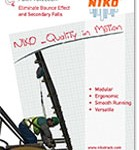 NIKO
Eliminate Bounce Effect
and Secondary Falls
NIKO - Quality in Motion
• Modular
• Ergonomic
• Smooth Running
• Versatile
www.nikotrack.com